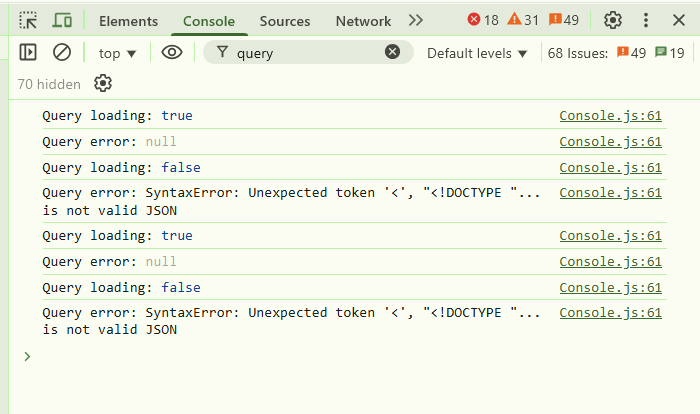 Elements Console Sources Network 18 31 49
top query Default levels 68 Issues: 49 19
70 hidden
Query loading: true Console.js:61
Query error: null Console.js:61
Query loading: false Console.js:61
Query error: SyntaxError: Unexpected token '<', "<!DOCTYPE "... Console.js:61
is not valid JSON
Query loading: true Console.js:61
Query error: null Console.js:61
Query loading: false Console.js:61
Query error: SyntaxError: Unexpected token '<', "<!DOCTYPE "... Console.js:61
is not valid JSON